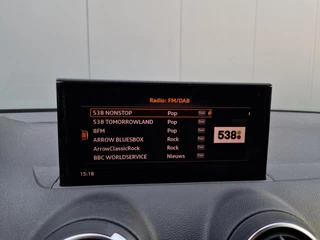 Radio: FM/DAB
538 NONSTOP Pop
538 TOMORROWLAND Pop
8FM Pop
ARROW BLUESBOX Rock
ArrowClassicRock Rock
BBC WORLDSERVICE Nieuws
538
15:18